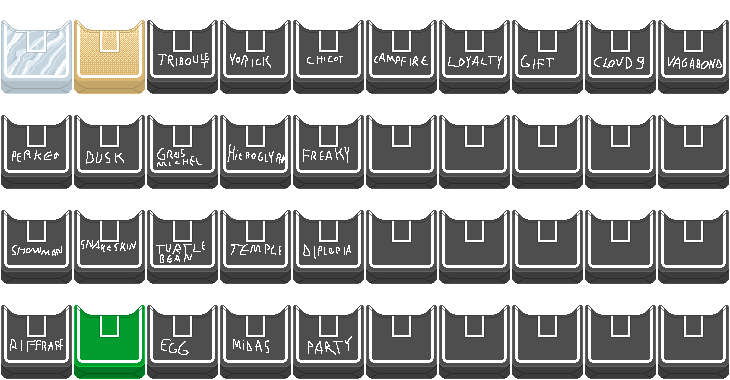 TRIBOULET YORICK CHICOT CAMPFIRE LOYALTY GIFT CLOUD 9 VAGABOND
PERKEO DUSK GROS MICHEL HIEROGLYPH FREAKY
SHOWMAN SNAKESKIN TURTLE BEAN TEMPLE DIPLOPIA
RIFFRAFF EGG MIDAS PARTY